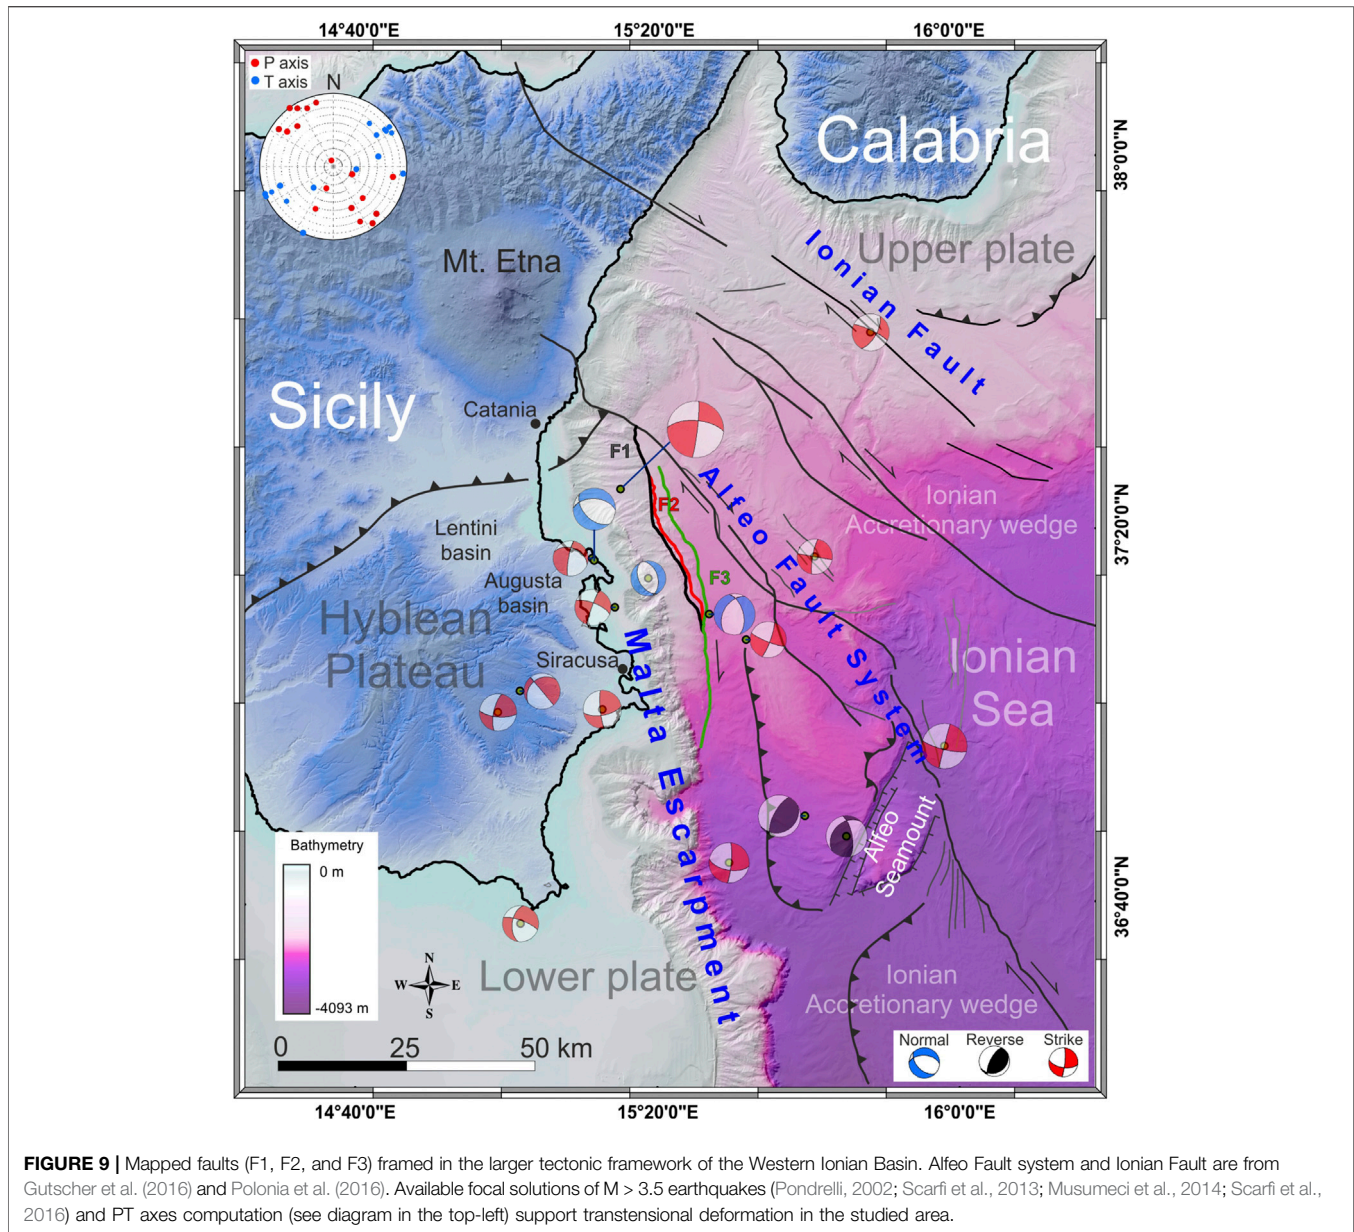 14°40'0"E 15°20'0"E 16°0'0"E
P axis
T axis
N
Calabria
38°0'0"N
Upper plate
Ionian Fault
Mt. Etna
Sicily
Catania
F1
Alfeo Fault System
F2
Ionian
Accretionary wedge
37°20'0"N
Lentini
basin
Augusta
basin
F3
Hyblean
Plateau
Siracusa
Malta Escarpment
Ionian
Sea
Alfeo
Seamount
Bathymetry
0 m
-4093 m
36°40'0"N
N
W E
S
Lower plate
Ionian
Accretionary wedge
0 25 50 km
Normal Reverse Strike
14°40'0"E 15°20'0"E 16°0'0"E
FIGURE 9 | Mapped faults (F1, F2, and F3) framed in the larger tectonic framework of the Western Ionian Basin. Alfeo Fault system and Ionian Fault are from
Gutscher et al. (2016) and Polonia et al. (2016). Available focal solutions of M > 3.5 earthquakes (Pondrelli, 2002; Scarfì et al., 2013; Musumeci et al., 2014; Scarfì et al.,
2016) and PT axes computation (see diagram in the top-left) support transtensional deformation in the studied area.